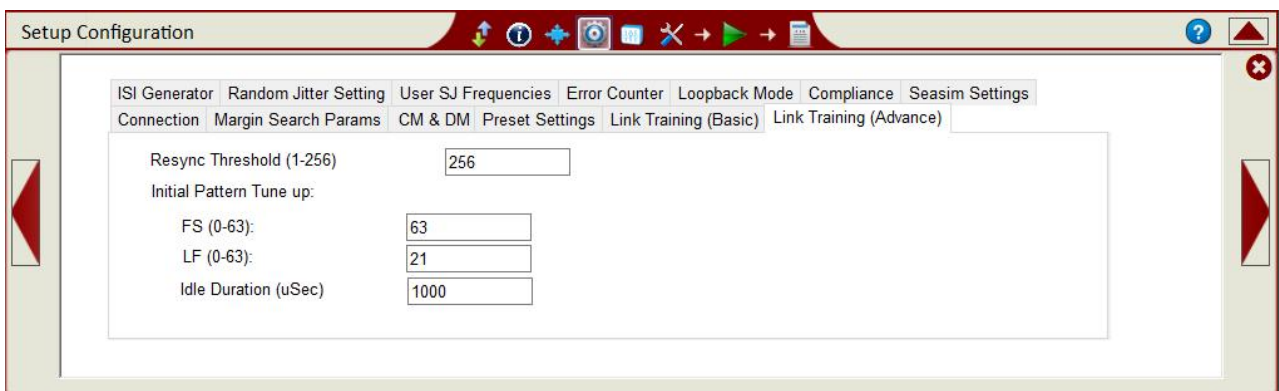 Setup Configuration
ISI Generator Random Jitter Setting User SJ Frequencies Error Counter Loopback Mode Compliance Seasim Settings
Connection Margin Search Params CM & DM Preset Settings Link Training (Basic) Link Training (Advance)
Resync Threshold (1-256) 256
Initial Pattern Tune up:
FS (0-63): 63
LF (0-63): 21
Idle Duration (uSec) 1000